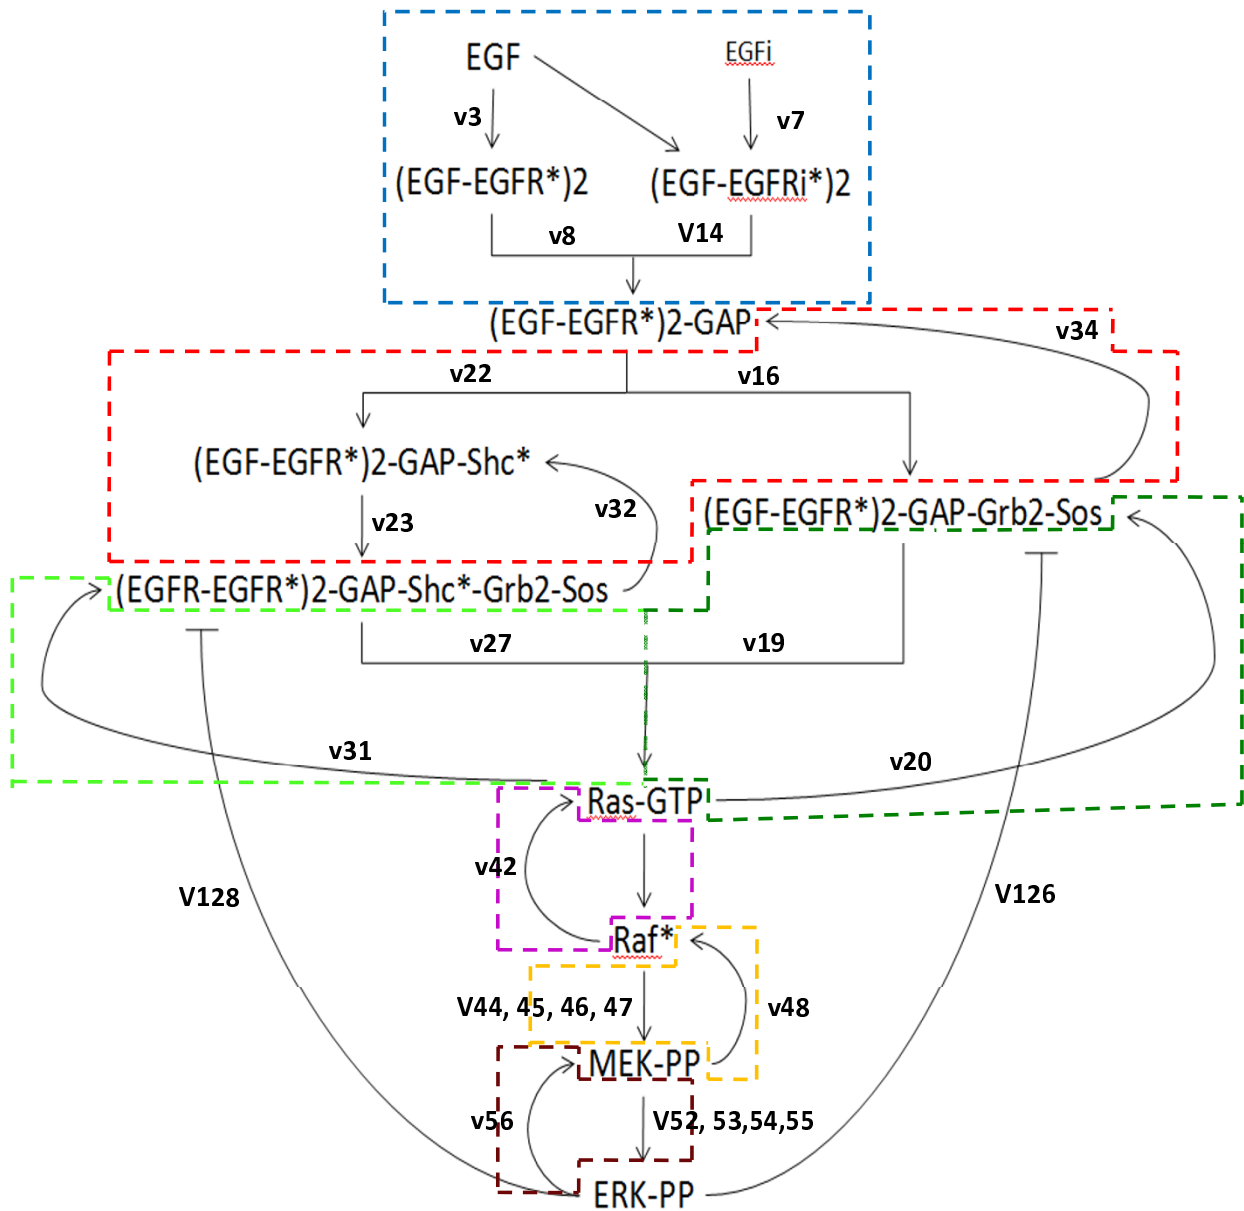 EGF
EGFi
v3
v7
(EGF-EGFR*)2
(EGF-EGFRi*)2
v8
V14
(EGF-EGFR*)2-GAP
v34
v22
v16
(EGF-EGFR*)2-GAP-Shc*
v32
v23
(EGF-EGFR*)2-GAP-Grb2-Sos
(EGFR-EGFR*)2-GAP-Shc*-Grb2-Sos
v27
v19
v31
v20
Ras-GTP
v42
V128
V126
Raf*
V44, 45, 46, 47
v48
MEK-PP
v56
V52, 53,54,55
ERK-PP